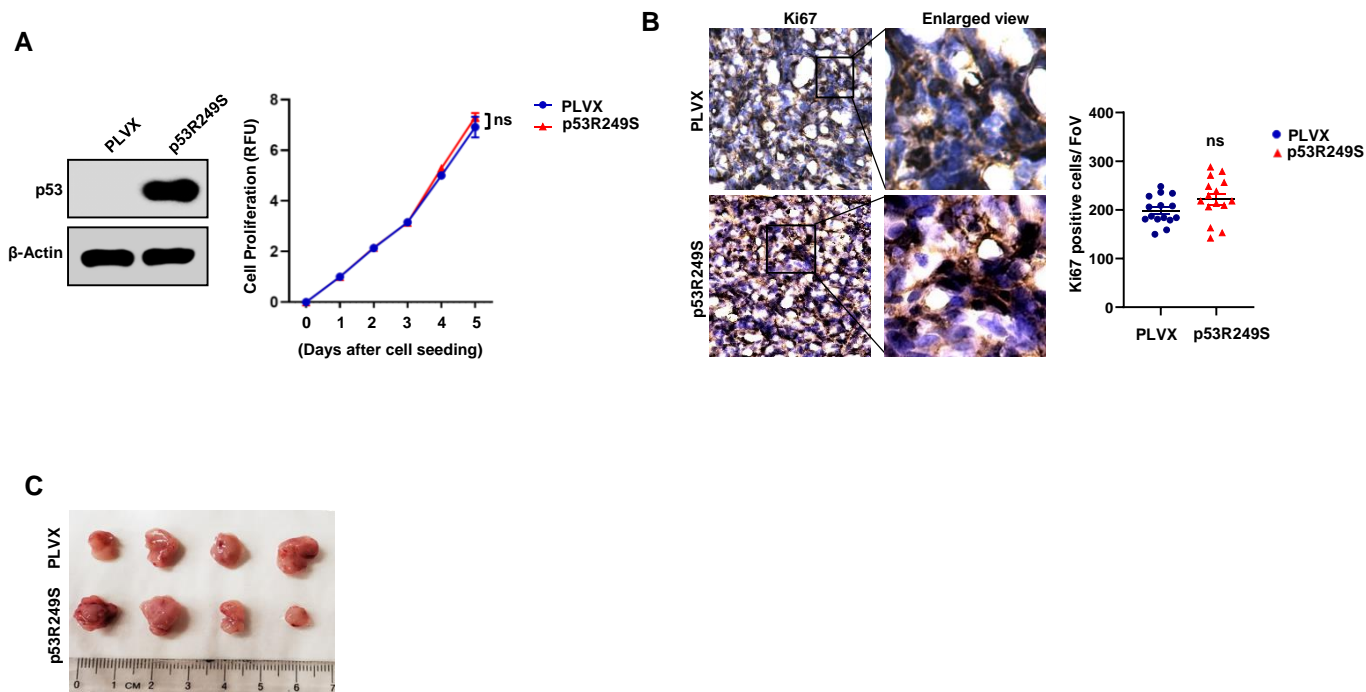 A
PLVX
p53R249S
p53
β-Actin
Cell Proliferation (RFU)
8
6
4
2
0
0 1 2 3 4 5
(Days after cell seeding)
PLVX
p53R249S
ns
B
Ki67
Enlarged view
PLVX
p53R249S
Ki67 positive cells/ FoV
400
300
200
100
0
ns
PLVX
p53R249S
PLVX
p53R249S
C
PLVX
p53R249S
0 1 CM 2 3 4 5 6 7